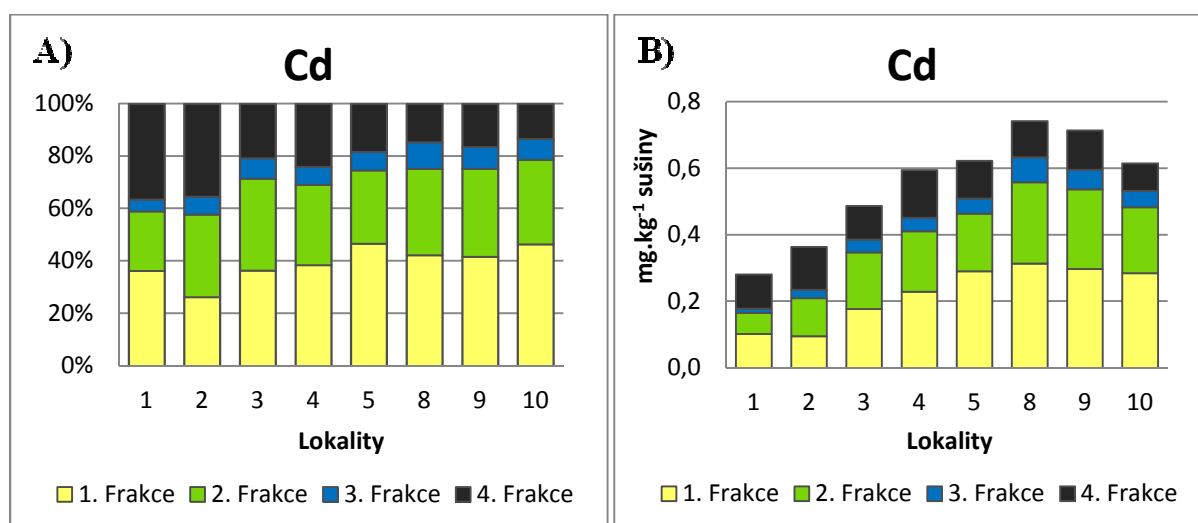 A)
Cd
100%
80%
60%
40%
20%
0%
1 2 3 4 5 8 9 10
Lokality
1. Frakce 2. Frakce 3. Frakce 4. Frakce
B)
Cd
mg.kg⁻¹ sušiny
0,8
0,6
0,4
0,2
0,0
1 2 3 4 5 8 9 10
Lokality
1. Frakce 2. Frakce 3. Frakce 4. Frakce